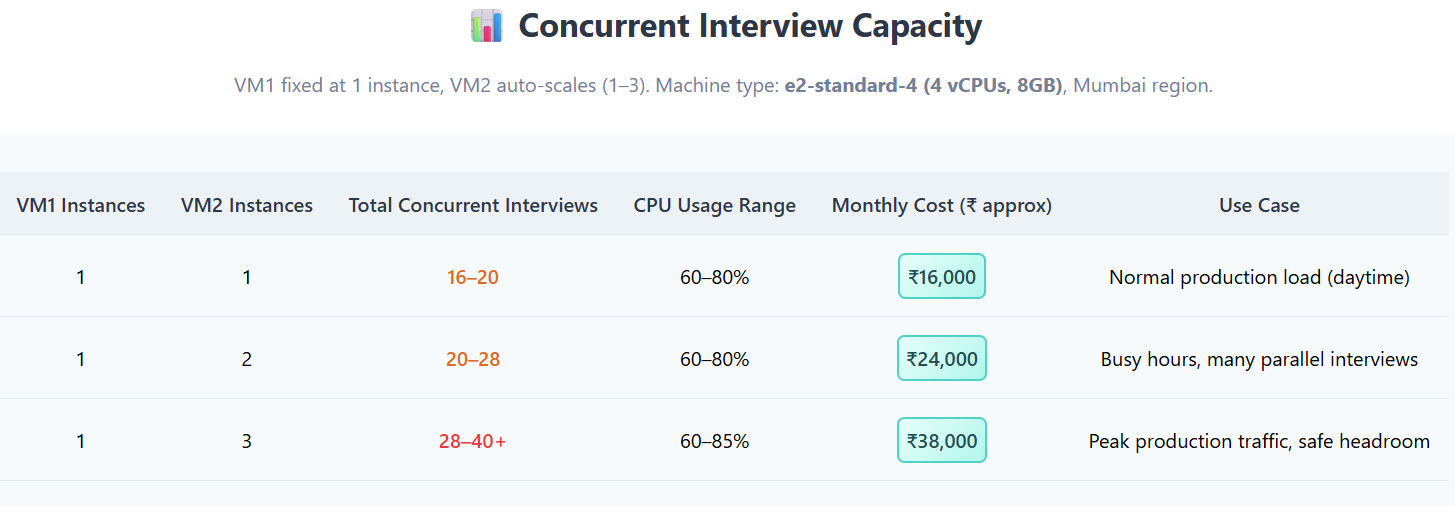 Concurrent Interview Capacity
VM1 fixed at 1 instance, VM2 auto-scales (1–3). Machine type: e2-standard-4 (4 vCPUs, 8GB), Mumbai region.
VM1 Instances VM2 Instances Total Concurrent Interviews CPU Usage Range Monthly Cost (₹ approx) Use Case
1 1 16–20 60–80% ₹16,000 Normal production load (daytime)
1 2 20–28 60–80% ₹24,000 Busy hours, many parallel interviews
1 3 28–40+ 60–85% ₹38,000 Peak production traffic, safe headroom